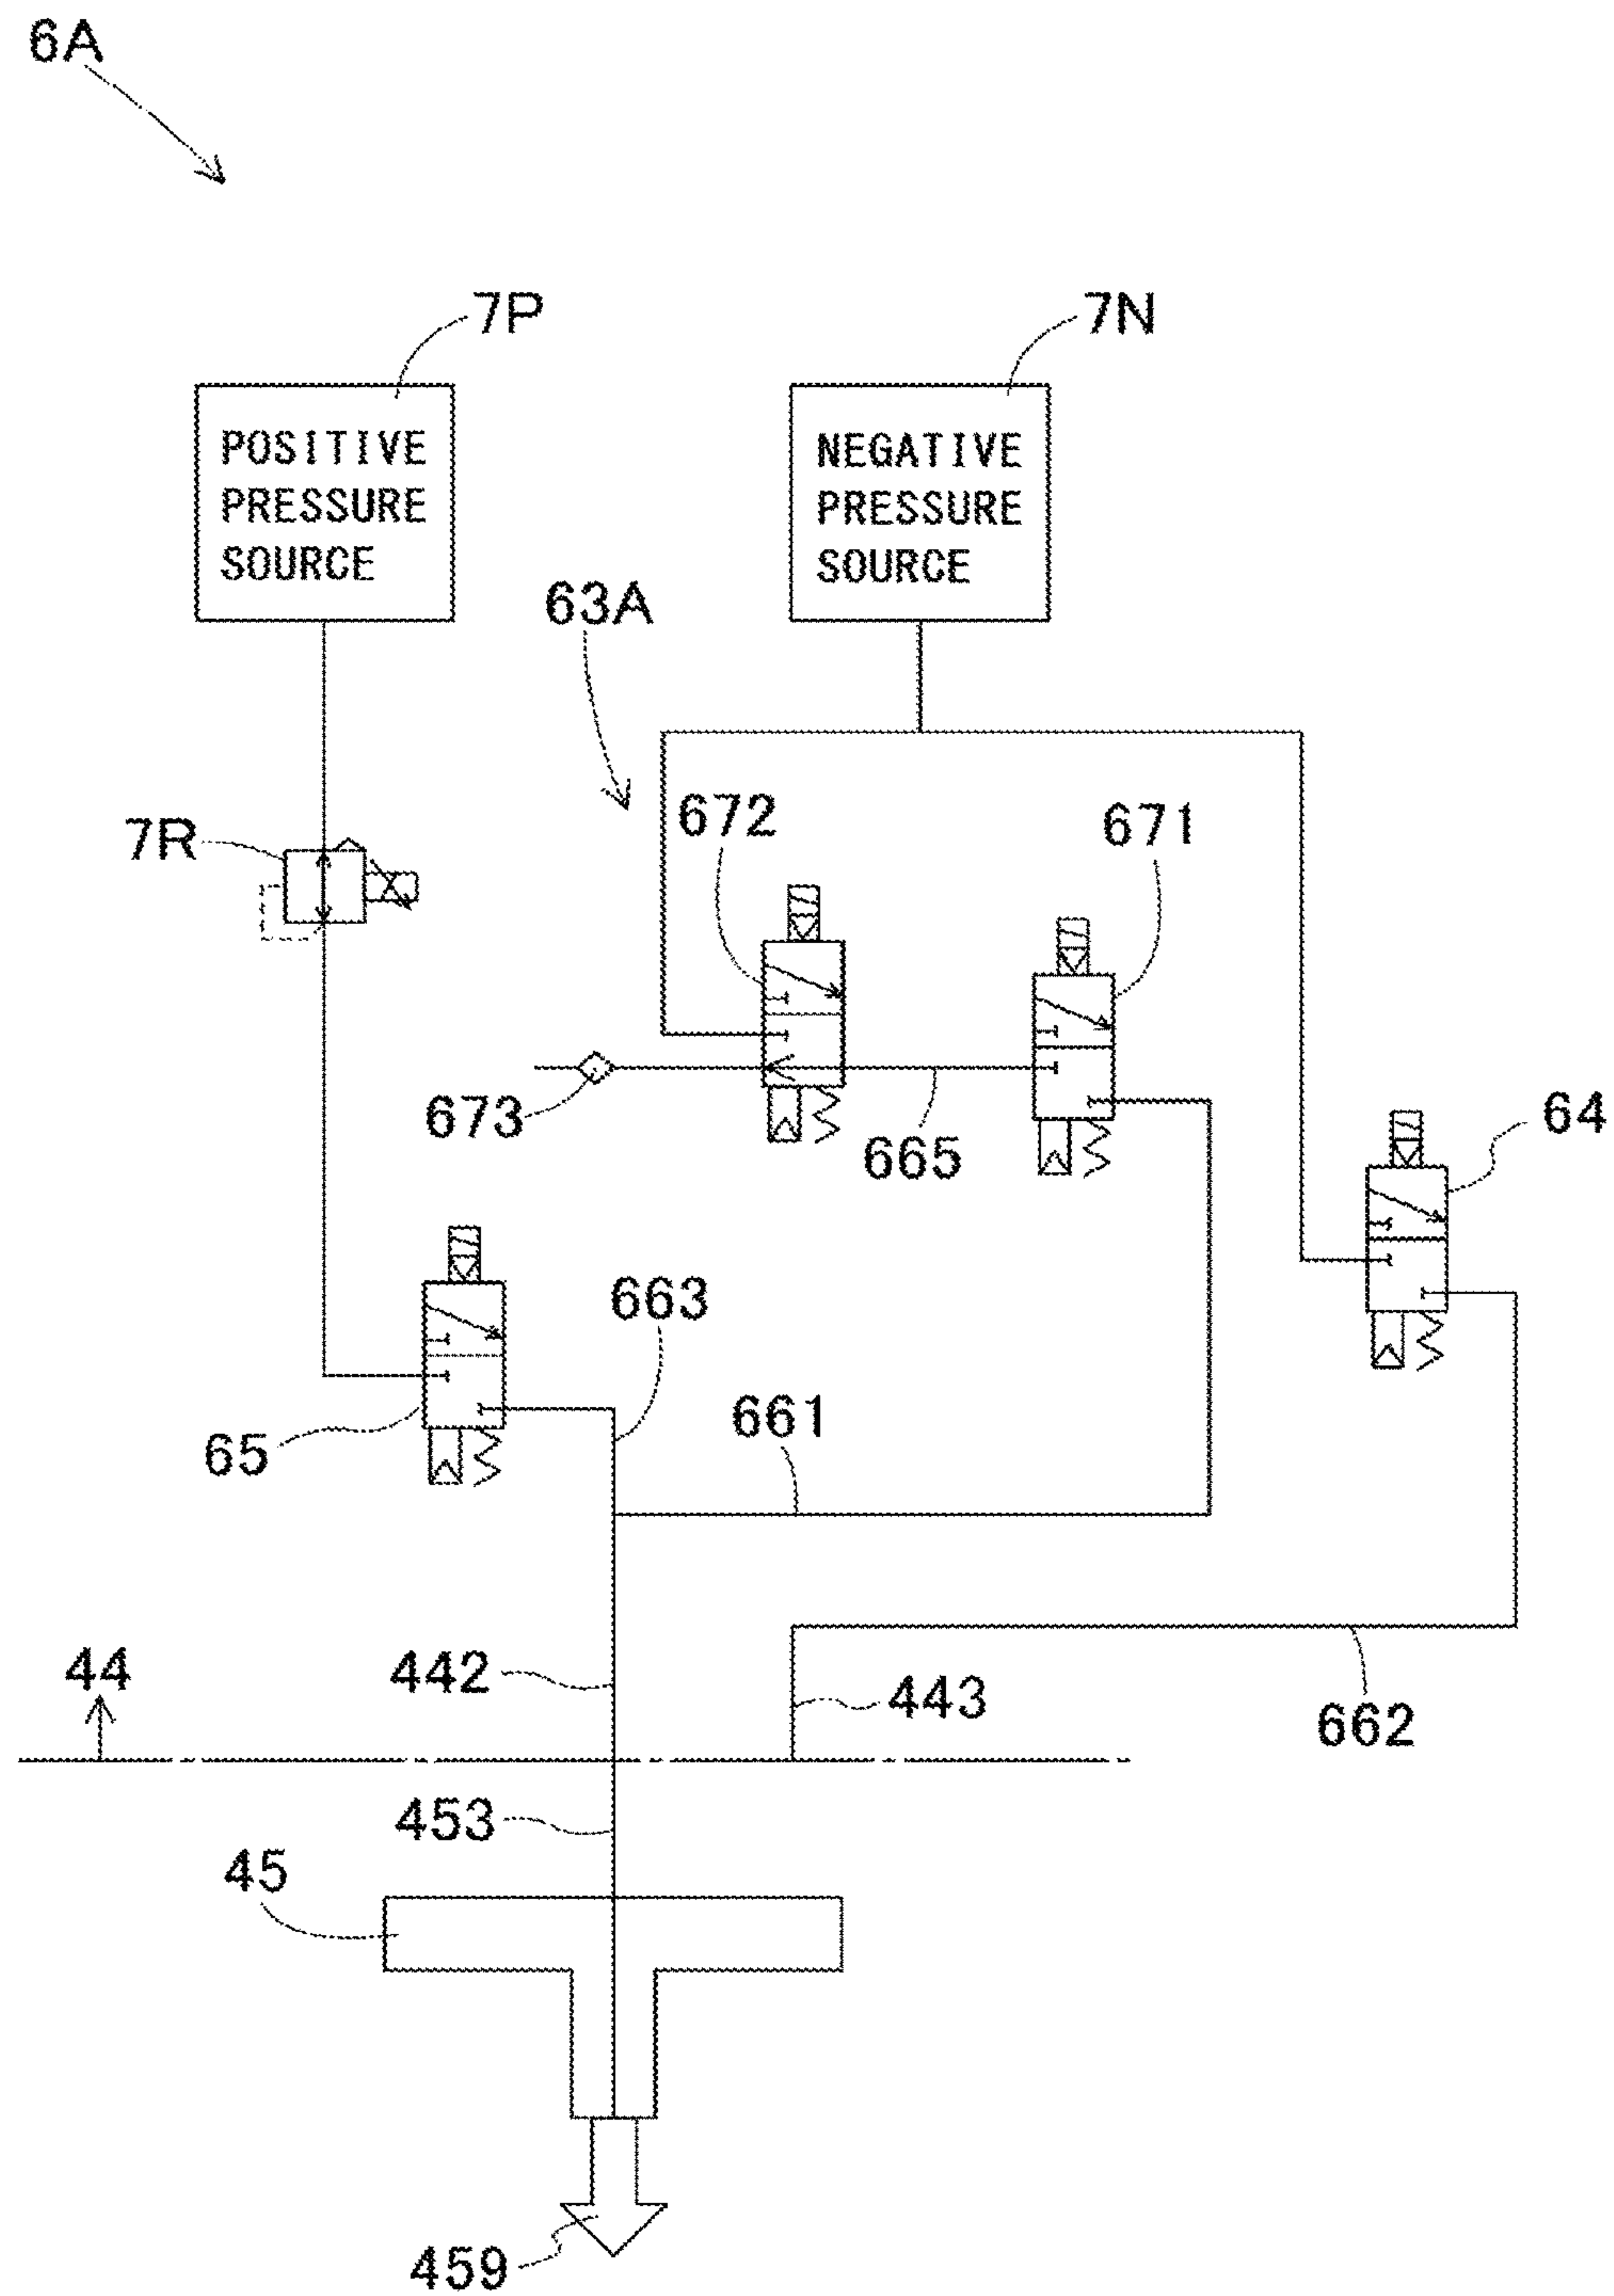 6A
7P
7N
POSITIVE
PRESSURE
SOURCE
NEGATIVE
PRESSURE
SOURCE
63A
672
671
7R
673
665
64
663
661
65
44
442
443
662
453
45
459